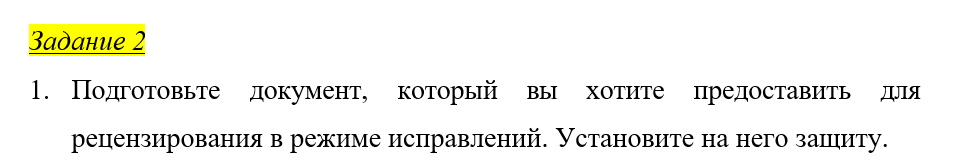 Задание 2
1. Подготовьте документ, который вы хотите предоставить для
рецензирования в режиме исправлений. Установите на него защиту.